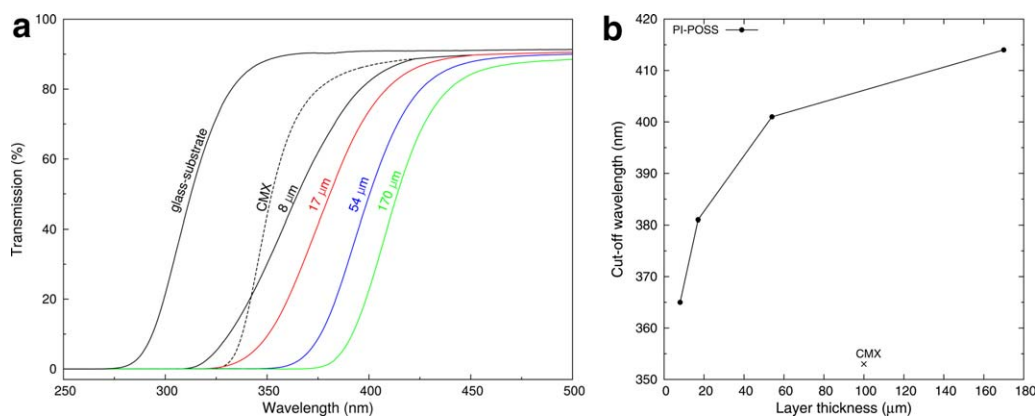 a
Transmission (%)
100
80
60
40
20
0
250
300
350
400
450
500
Wavelength (nm)
glass-substrate
CMX
8 μm
17 μm
54 μm
170 μm
b
PI-POSS
Cut-off wavelength (nm)
420
410
400
390
380
370
360
350
0
20
40
60
80
100
120
140
160
180
Layer thickness(μm)
CMX